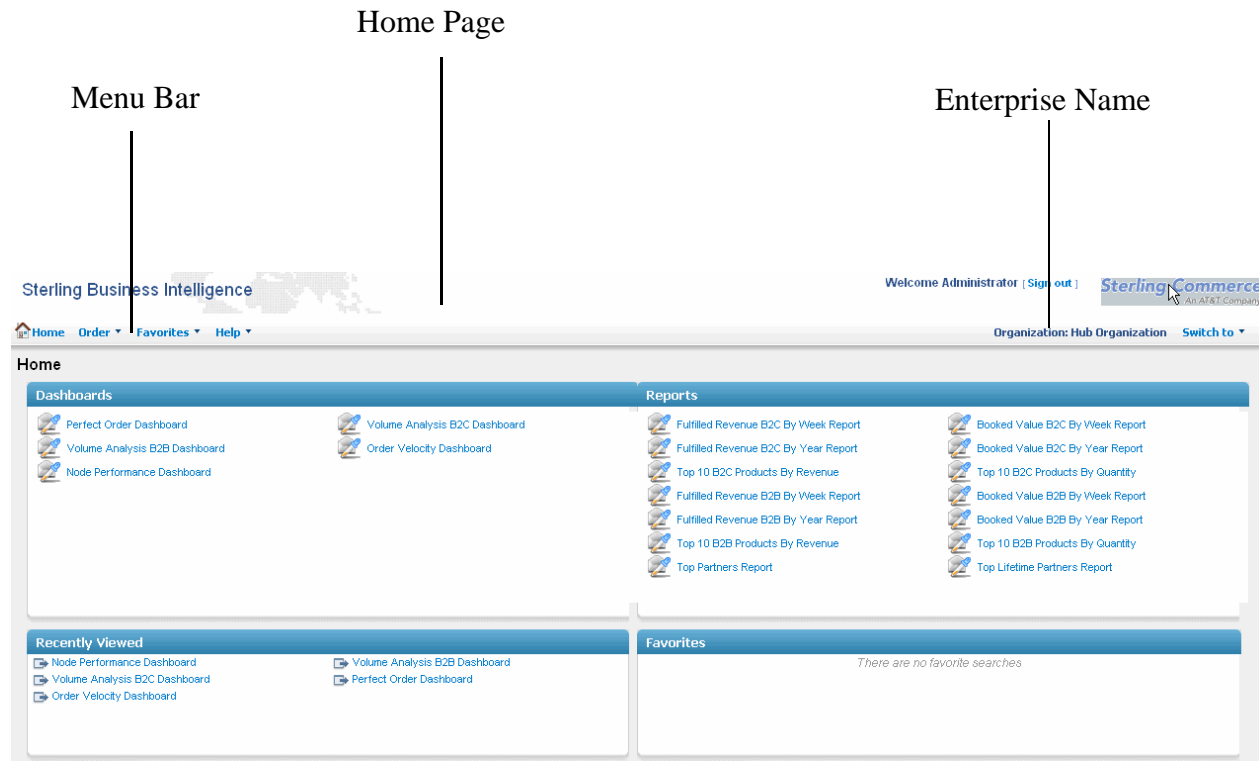 Home Page
Menu Bar
Enterprise Name
Sterling Business Intelligence
Welcome Administrator [ Sign out ]
Sterling Commerce
An AT&T Company
Home Order Favorites Help
Organization: Hub Organization Switch to
Home
Dashboards
Perfect Order Dashboard
Volume Analysis B2C Dashboard
Volume Analysis B2B Dashboard
Order Velocity Dashboard
Node Performance Dashboard
Reports
Fulfilled Revenue B2C By Week Report
Booked Value B2C By Week Report
Fulfilled Revenue B2C By Year Report
Booked Value B2C By Year Report
Top 10 B2C Products By Revenue
Top 10 B2C Products By Quantity
Fulfilled Revenue B2B By Week Report
Booked Value B2B By Week Report
Fulfilled Revenue B2B By Year Report
Booked Value B2B By Year Report
Top 10 B2B Products By Revenue
Top 10 B2B Products By Quantity
Top Partners Report
Top Lifetime Partners Report
Recently Viewed
Node Performance Dashboard
Volume Analysis B2B Dashboard
Volume Analysis B2C Dashboard
Perfect Order Dashboard
Order Velocity Dashboard
Favorites
There are no favorite searches